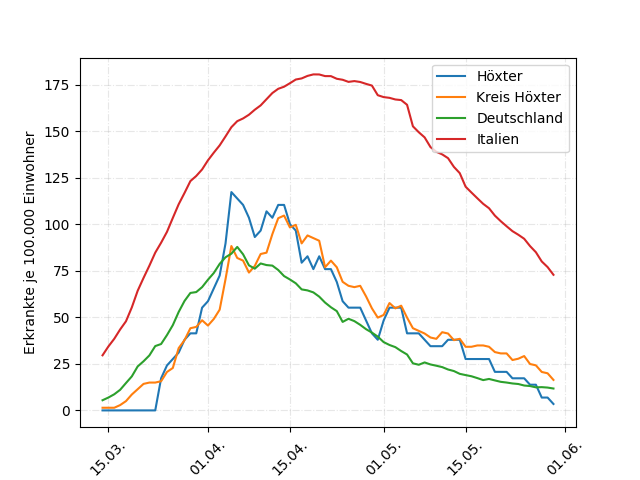 Erkrankte je 100.000 Einwohner
175
150
125
100
75
50
25
0
Höxter
Kreis Höxter
Deutschland
Italien
15.03.
01.04.
15.04.
01.05.
15.05.
01.06.